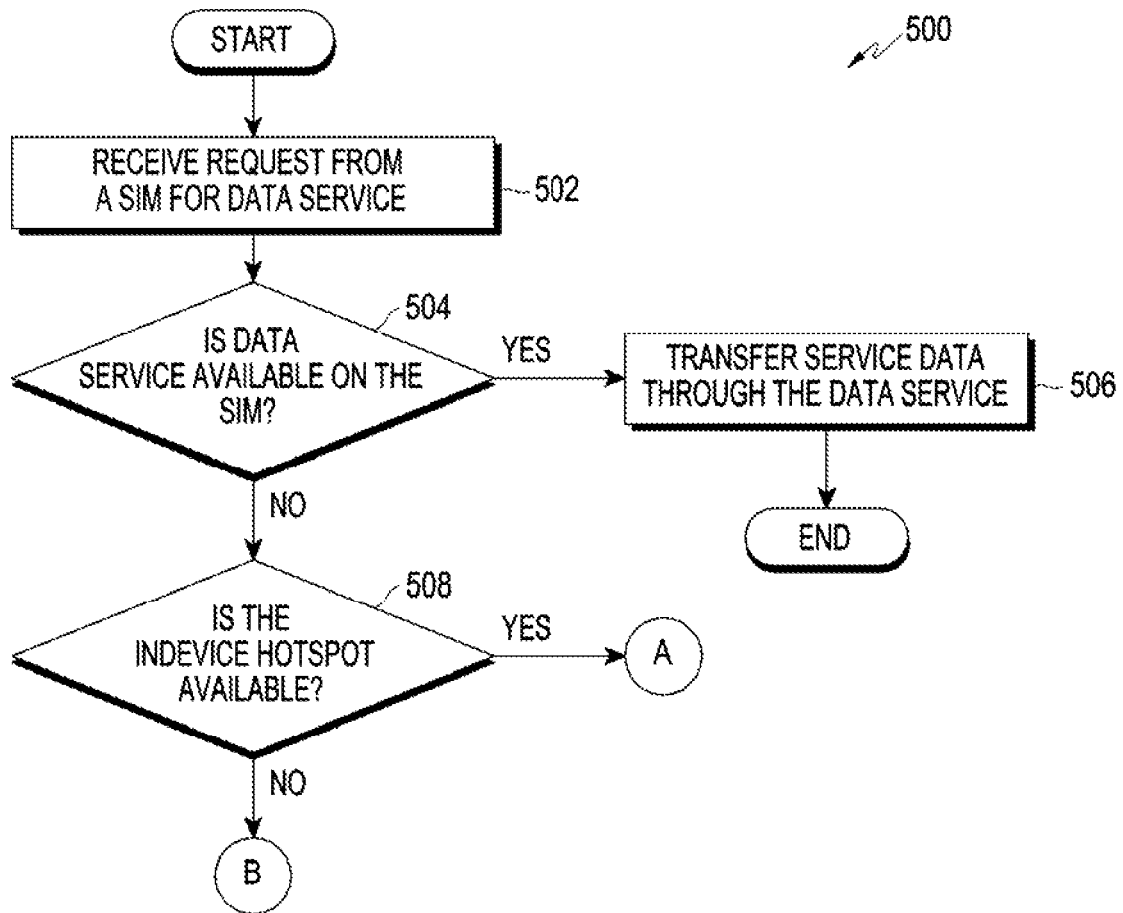 START
500
RECEIVE REQUEST FROM
A SIM FOR DATA SERVICE
502
504
IS DATA
SERVICE AVAILABLE ON THE
SIM?
YES
TRANSFER SERVICE DATA
THROUGH THE DATA SERVICE
506
NO
END
508
IS THE
INDEVICE HOTSPOT
AVAILABLE?
YES
A
NO
B